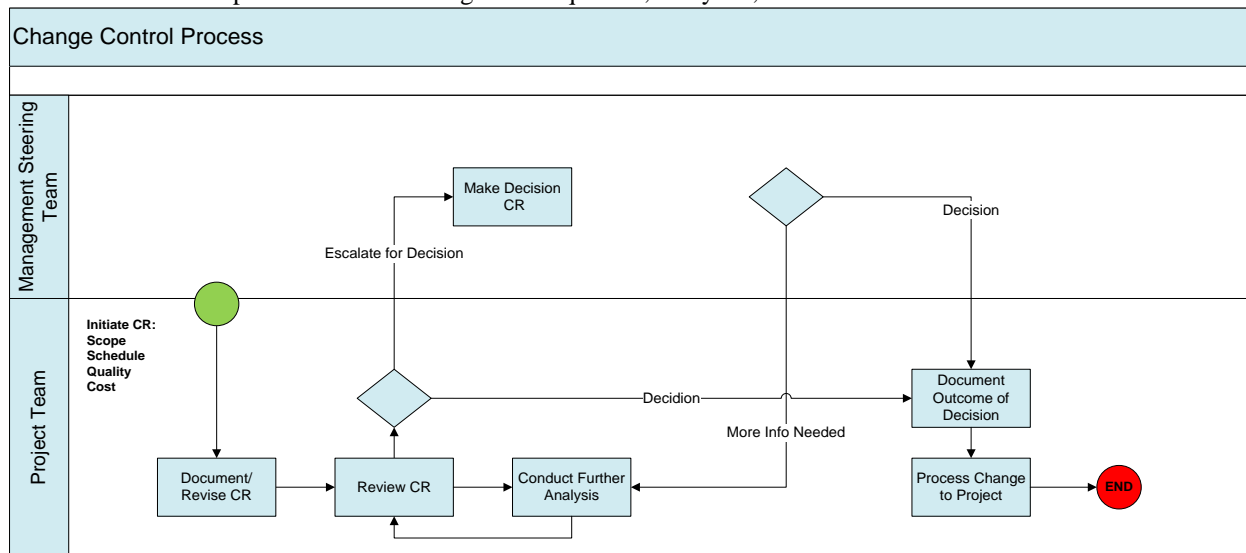 Change Control Process
Management Steering
Team
Make Decision
CR
Decision
Escalate for Decision
Project Team
Initiate CR:
Scope
Schedule
Quality
Cost
Document
Outcome of
Decision
Decidion
More Info Needed
Document/
Revise CR
Review CR
Conduct Further
Analysis
Process Change
to Project
END